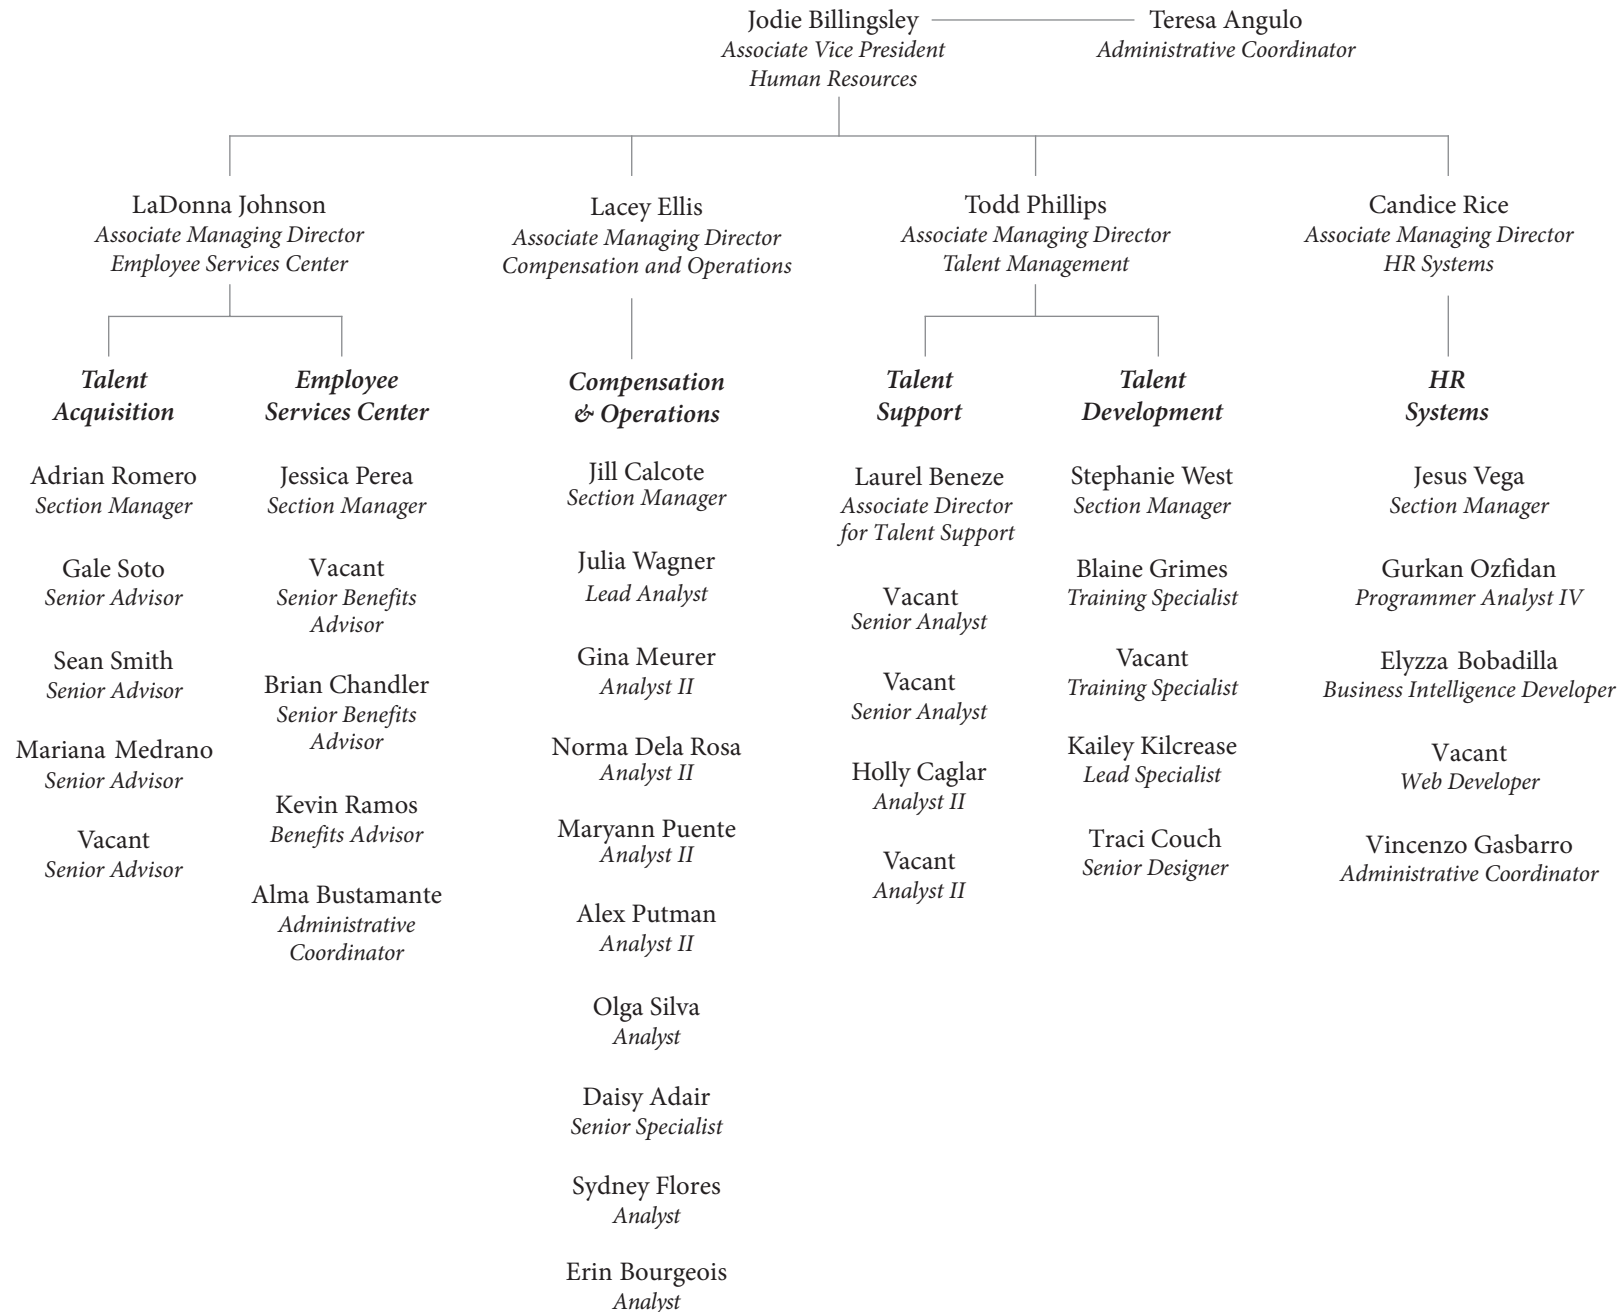 Jodie Billingsley
Associate Vice President
Human Resources
Teresa Angulo
Administrative Coordinator
LaDonna Johnson
Associate Managing Director
Employee Services Center
Lacey Ellis
Associate Managing Director
Compensation and Operations
Todd Phillips
Associate Managing Director
Talent Management
Candice Rice
Associate Managing Director
HR Systems
Talent
Acquisition
Adrian Romero
Section Manager
Gale Soto
Senior Advisor
Sean Smith
Senior Advisor
Mariana Medrano
Senior Advisor
Vacant
Senior Advisor
Employee
Services Center
Jessica Perea
Section Manager
Vacant
Senior Benefits
Advisor
Brian Chandler
Senior Benefits
Advisor
Kevin Ramos
Benefits Advisor
Alma Bustamante
Administrative
Coordinator
Compensation
& Operations
Jill Calcote
Section Manager
Julia Wagner
Lead Analyst
Gina Meurer
Analyst II
Norma Dela Rosa
Analyst II
Maryann Puente
Analyst II
Alex Putman
Analyst II
Olga Silva
Analyst
Daisy Adair
Senior Specialist
Sydney Flores
Analyst
Erin Bourgeois
Analyst
Talent
Support
Laurel Beneze
Associate Director
for Talent Support
Vacant
Senior Analyst
Vacant
Senior Analyst
Holly Caglar
Analyst II
Vacant
Analyst II
Talent
Development
Stephanie West
Section Manager
Blaine Grimes
Training Specialist
Vacant
Training Specialist
Kailey Kilcrease
Lead Specialist
Traci Couch
Senior Designer
HR
Systems
Jesus Vega
Section Manager
Gurkan Ozfidan
Programmer Analyst IV
Elyzza Bobadilla
Business Intelligence Developer
Vacant
Web Developer
Vincenzo Gasbarro
Administrative Coordinator